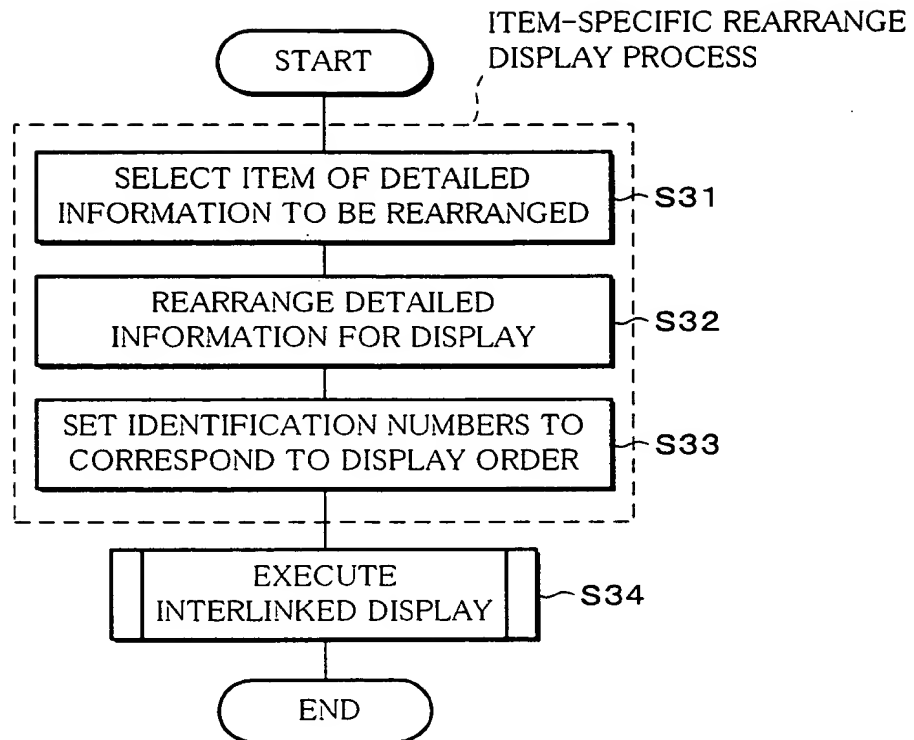 ITEM-SPECIFIC REARRANGE
DISPLAY PROCESS
START
SELECT ITEM OF DETAILED
INFORMATION TO BE REARRANGED
S31
REARRANGE DETAILED
INFORMATION FOR DISPLAY
S32
SET IDENTIFICATION NUMBERS TO
CORRESPOND TO DISPLAY ORDER
S33
EXECUTE
INTERLINKED DISPLAY
S34
END